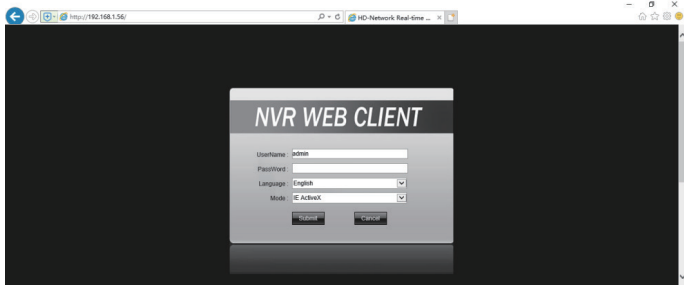 http://192.168.1.56/
HD-Network Real-time ...
NVR WEB CLIENT
UserName : admin
PassWord :
Language : English
Mode : IE ActiveX
Submit Cancel